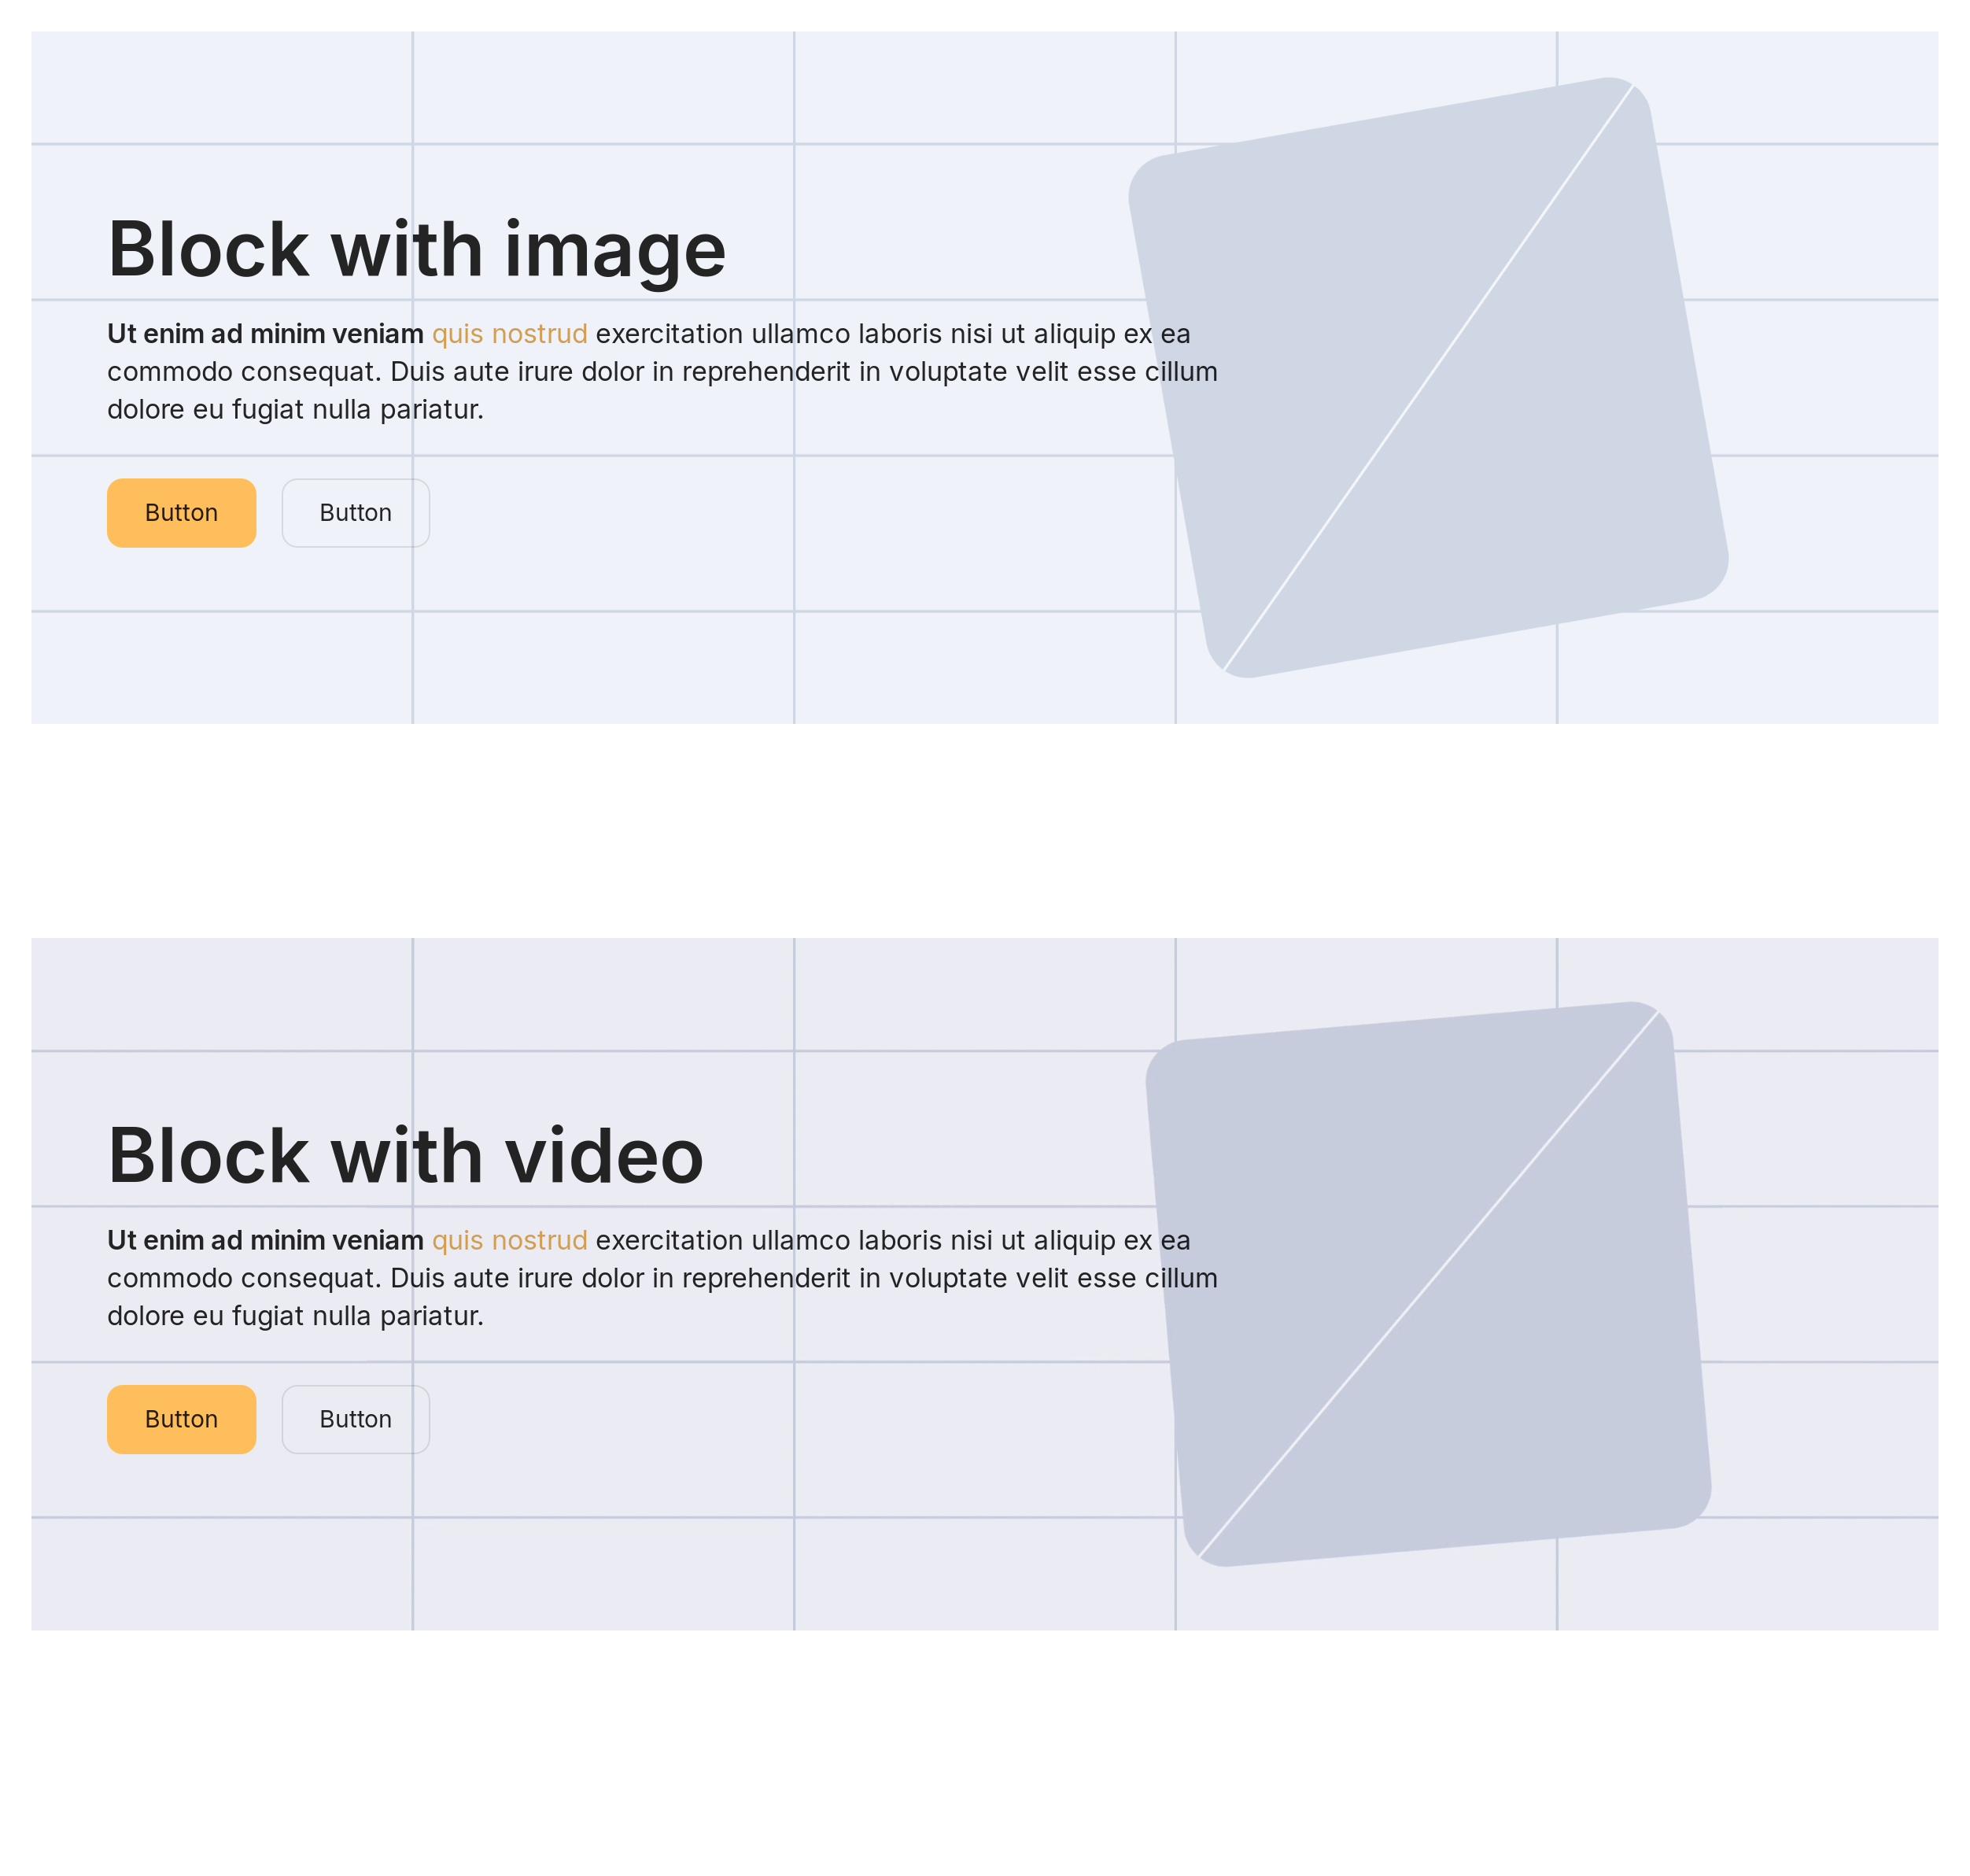 Block with image
Ut enim ad minim veniam quis nostrud exercitation ullamco laboris nisi ut aliquip ex ea
commodo consequat. Duis aute irure dolor in reprehenderit in voluptate velit esse cillum
dolore eu fugiat nulla pariatur.
Button Button
Block with video
Ut enim ad minim veniam quis nostrud exercitation ullamco laboris nisi ut aliquip ex ea
commodo consequat. Duis aute irure dolor in reprehenderit in voluptate velit esse cillum
dolore eu fugiat nulla pariatur.
Button Button